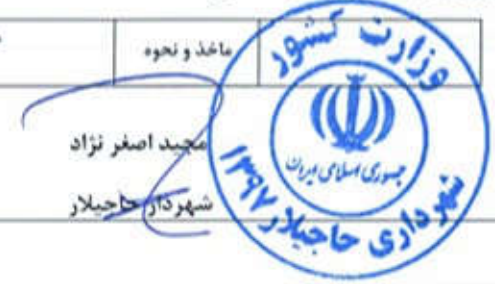 ماخذ و نحوه
وزارت کشور
جمهوری اسلامی ایران
شهرداری حاجیلار ۱۳۹۷
مجید اصغر نژاد
شهردار حاجیلار